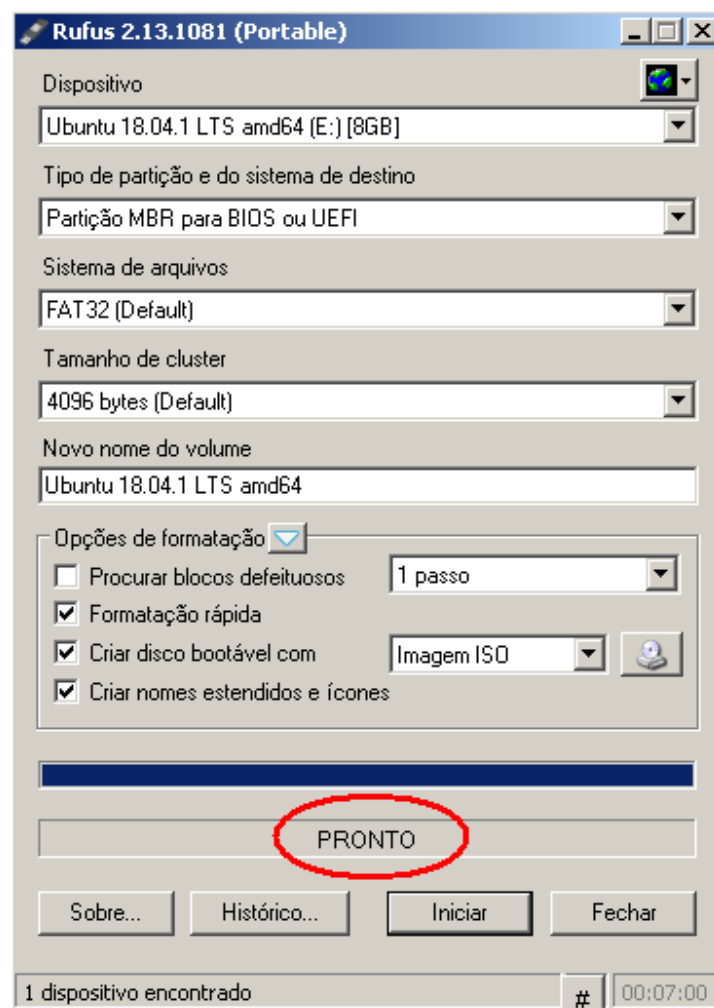 Rufus 2.13.1081 (Portable)
Dispositivo
Ubuntu 18.04.1 LTS amd64 (E:) [8GB]
Tipo de partição e do sistema de destino
Partição MBR para BIOS ou UEFI
Sistema de arquivos
FAT32 (Default)
Tamanho de cluster
4096 bytes (Default)
Novo nome do volume
Ubuntu 18.04.1 LTS amd64
Opções de formatação
Procurar blocos defeituosos 1 passo
Formatação rápida
Criar disco bootável com Imagem ISO
Criar nomes estendidos e ícones
PRONTO
Sobre... Histórico... Iniciar Fechar
1 dispositivo encontrado # 00:07:00